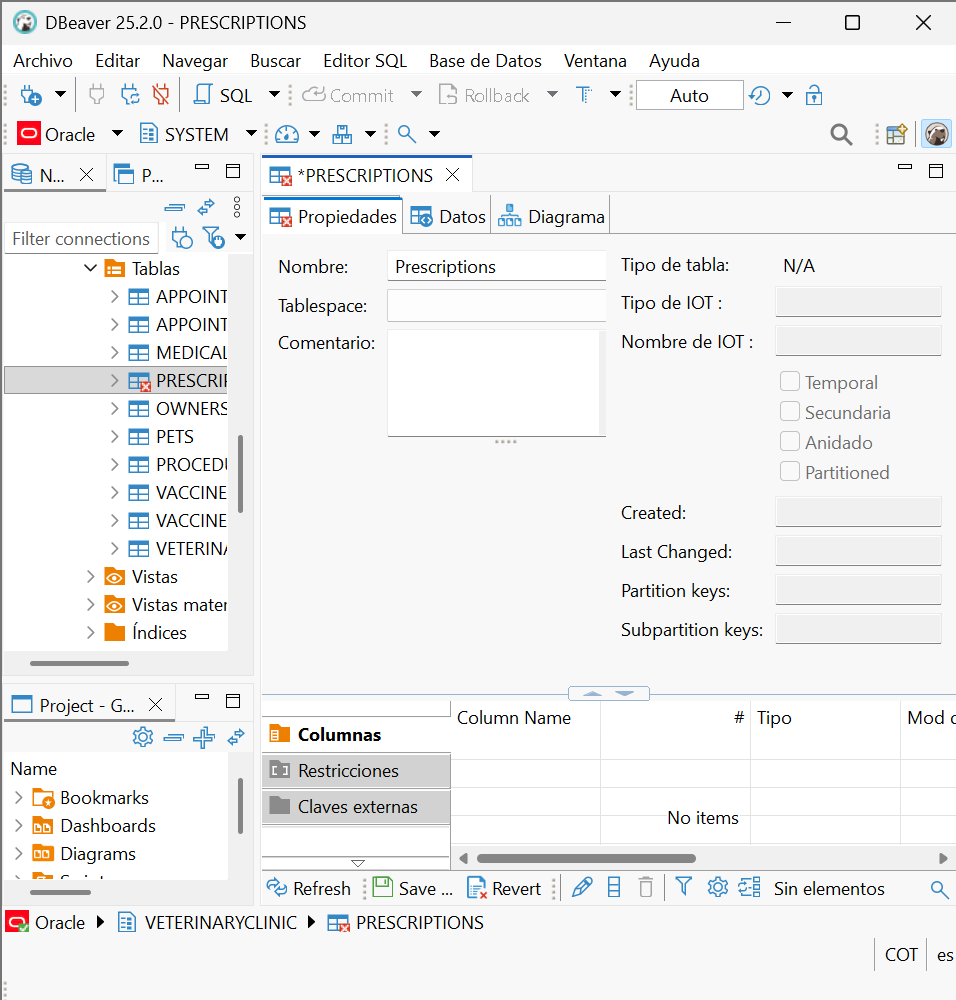 DBeaver 25.2.0 - PRESCRIPTIONS
Archivo Editar Navegar Buscar Editor SQL Base de Datos Ventana Ayuda
SQL Commit Rollback T Auto
Oracle SYSTEM
N... P... *PRESCRIPTIONS
Propiedades Datos Diagrama
Filter connections
Tablas
APPOINT
APPOINT
MEDICAL
PRESCRIP
OWNERS
PETS
PROCEDU
VACCINE
VACCINE
VETERINA
Vistas
Vistas mater
Índices
Nombre: Prescriptions
Tablespace:
Comentario:
Tipo de tabla: N/A
Tipo de IOT :
Nombre de IOT :
Temporal
Secundaria
Anidado
Partitioned
Created:
Last Changed:
Partition keys:
Subpartition keys:
Project - G...
Name
Bookmarks
Dashboards
Diagrams
Columnas
Restricciones
Claves externas
Column Name # Tipo Mod
No items
Refresh Save ... Revert Sin elementos
Oracle VETERINARYCLINIC PRESCRIPTIONS
COT es